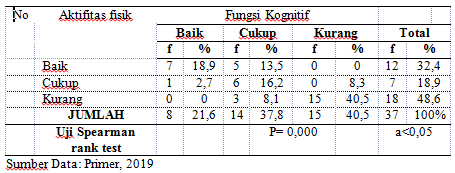 No Aktifitas fisik Fungsi Kognitif
Baik Cukup Kurang Total
f % f % f % f %
Baik 7 18,9 5 13,5 0 0 12 32,4
Cukup 1 2,7 6 16,2 0 8,3 7 18,9
Kurang 0 0 3 8,1 15 40,5 18 48,6
JUMLAH 8 21,6 14 37,8 15 40,5 37 100%
Uji Spearman P= 0,000 a<0,05
rank test
Sumber Data: Primer, 2019